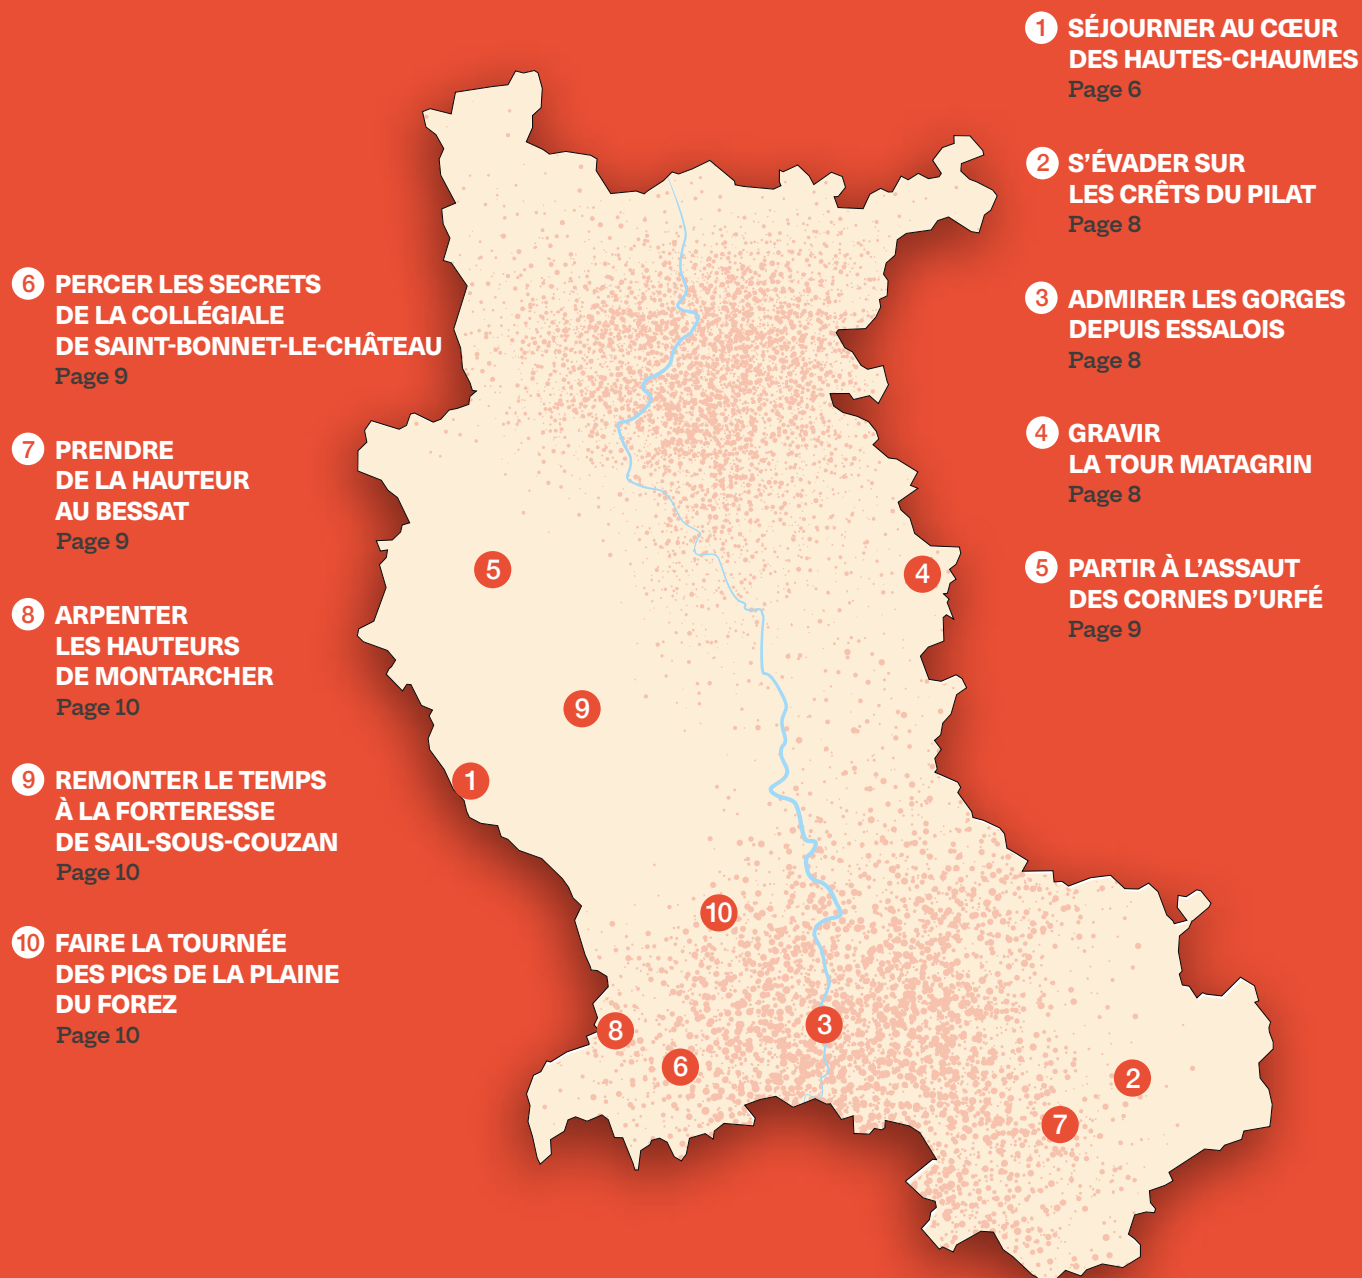 1 SÉJOURNER AU CŒUR
DES HAUTES-CHAUMES
Page 6
2 S'ÉVADER SUR
LES CRÊTS DU PILAT
Page 8
3 ADMIRER LES GORGES
DEPUIS ESSALOIS
Page 8
4 GRAVIR
LA TOUR MATAGRIN
Page 8
5 PARTIR À L'ASSAUT
DES CORNES D'URFÉ
Page 9
6 PERCER LES SECRETS
DE LA COLLÉGIALE
DE SAINT-BONNET-LE-CHÂTEAU
Page 9
7 PRENDRE
DE LA HAUTEUR
AU BESSAT
Page 9
8 ARPENTER
LES HAUTEURS
DE MONTARCHER
Page 10
9 REMONTER LE TEMPS
À LA FORTERESSE
DE SAIL-SOUS-COUZAN
Page 10
10 FAIRE LA TOURNÉE
DES PICS DE LA PLAINE
DU FOREZ
Page 10
5
4
9
1
10
3
8
6
2
7